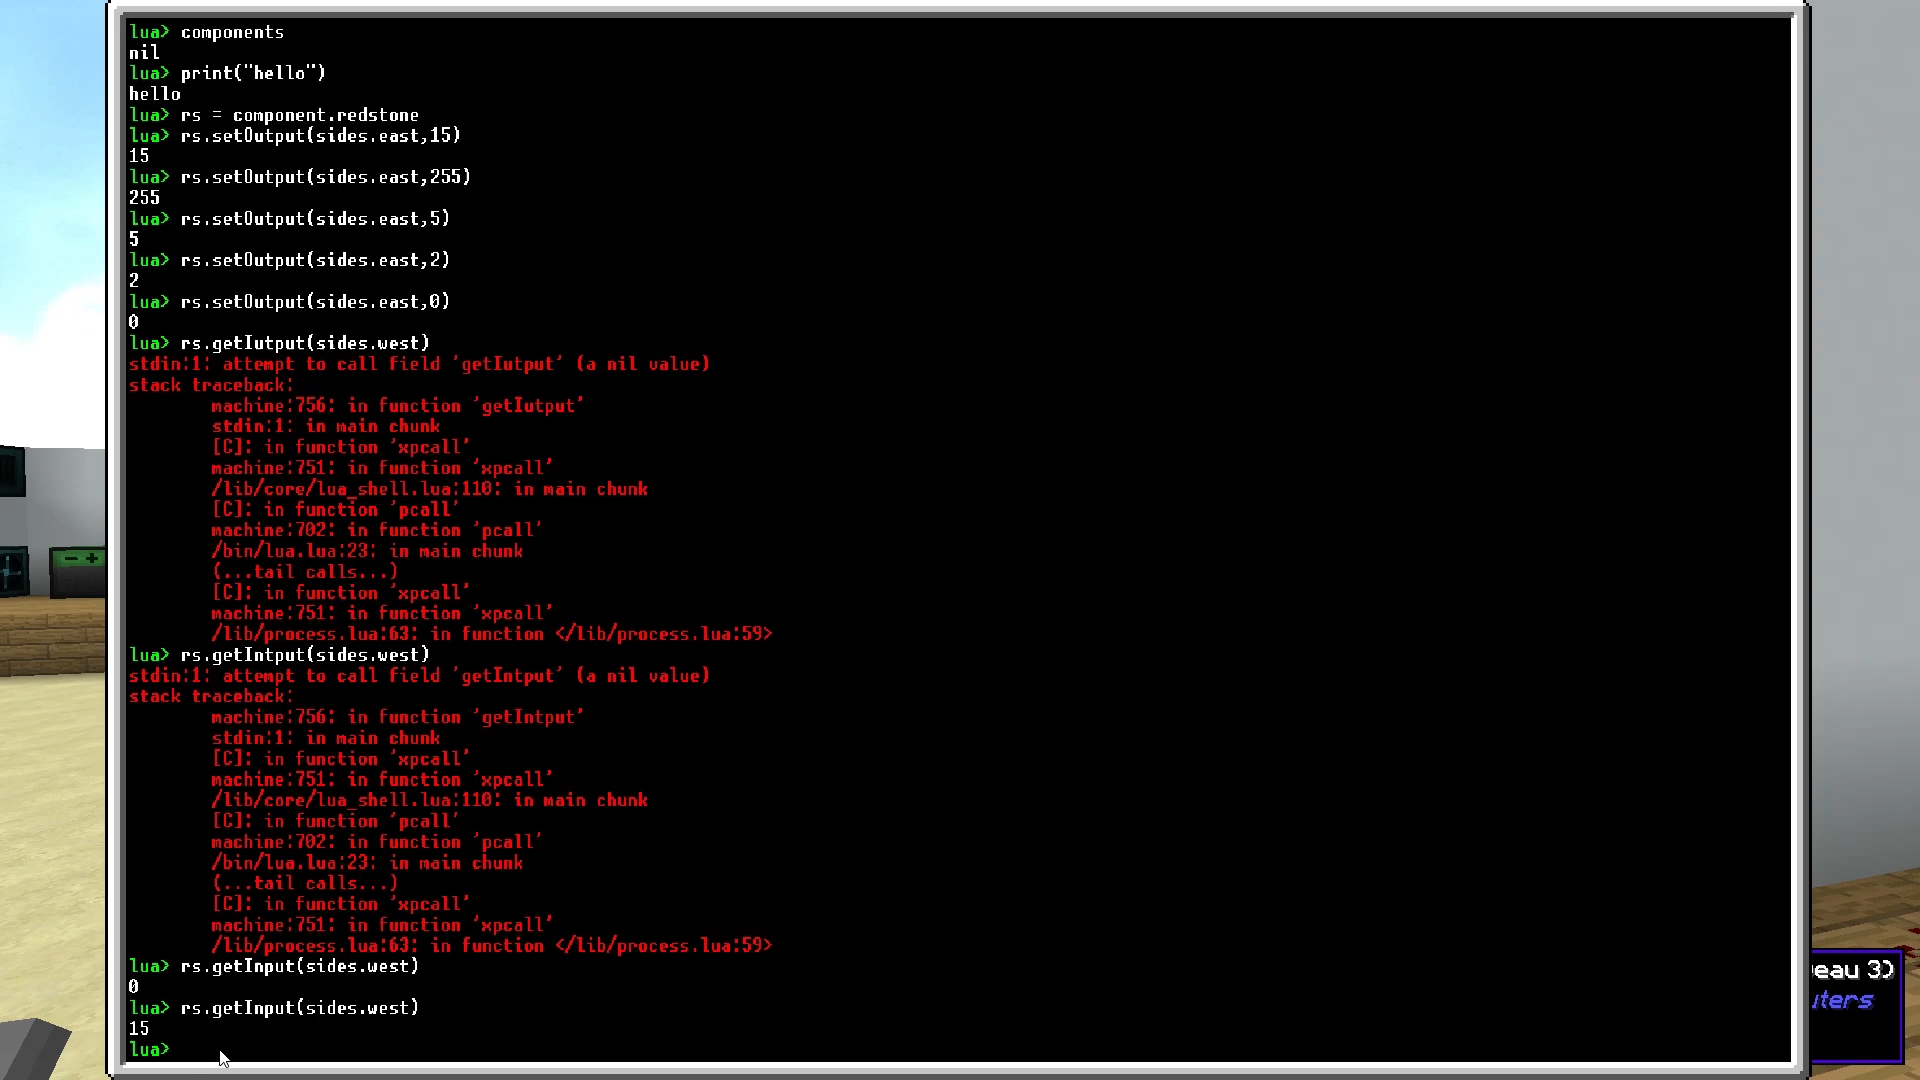 lua> components
nil
lua> print("hello")
hello
lua> rs = component.redstone
lua> rs.setOutput(sides.east,15)
15
lua> rs.setOutput(sides.east,255)
255
lua> rs.setOutput(sides.east,5)
5
lua> rs.setOutput(sides.east,2)
2
lua> rs.setOutput(sides.east,0)
0
lua> rs.getIutput(sides.west)
stdin:1: attempt to call field 'getIutput' (a nil value)
stack traceback:
machine:756: in function 'getIutput'
stdin:1: in main chunk
[C]: in function 'xpcall'
machine:751: in function 'xpcall'
/lib/core/lua_shell.lua:110: in main chunk
[C]: in function 'pcall'
machine:702: in function 'pcall'
/bin/lua.lua:23: in main chunk
(...tail calls...)
[C]: in function 'xpcall'
machine:751: in function 'xpcall'
/lib/process.lua:63: in function </lib/process.lua:59>
lua> rs.getIntput(sides.west)
stdin:1: attempt to call field 'getIntput' (a nil value)
stack traceback:
machine:756: in function 'getIntput'
stdin:1: in main chunk
[C]: in function 'xpcall'
machine:751: in function 'xpcall'
/lib/core/lua_shell.lua:110: in main chunk
[C]: in function 'pcall'
machine:702: in function 'pcall'
/bin/lua.lua:23: in main chunk
(...tail calls...)
[C]: in function 'xpcall'
machine:751: in function 'xpcall'
/lib/process.lua:63: in function </lib/process.lua:59>
lua> rs.getInput(sides.west)
0
lua> rs.getInput(sides.west)
15
lua>
eau 3)
uters